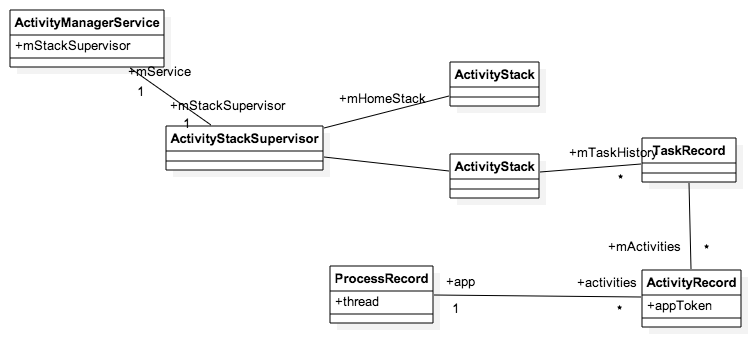 ActivityManagerService
+mStackSupervisor
+mService
1
+mStackSupervisor
1
ActivityStackSupervisor
+mHomeStack
ActivityStack
ActivityStack
+mTaskHistory
*
TaskRecord
+mActivities
*
ProcessRecord
+thread
+app
1
+activities
*
ActivityRecord
+appToken